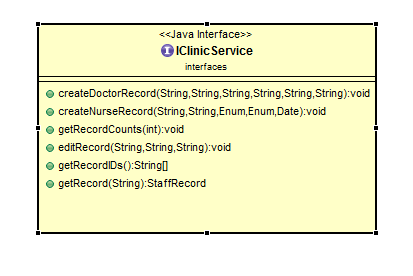 <<Java Interface>>
IClinicService
interfaces
createDoctorRecord(String,String,String,String,String,String):void
createNurseRecord(String,String,Enum,Enum,Date):void
getRecordCounts(int):void
editRecord(String,String,String):void
getRecordIDs():String[]
getRecord(String):StaffRecord